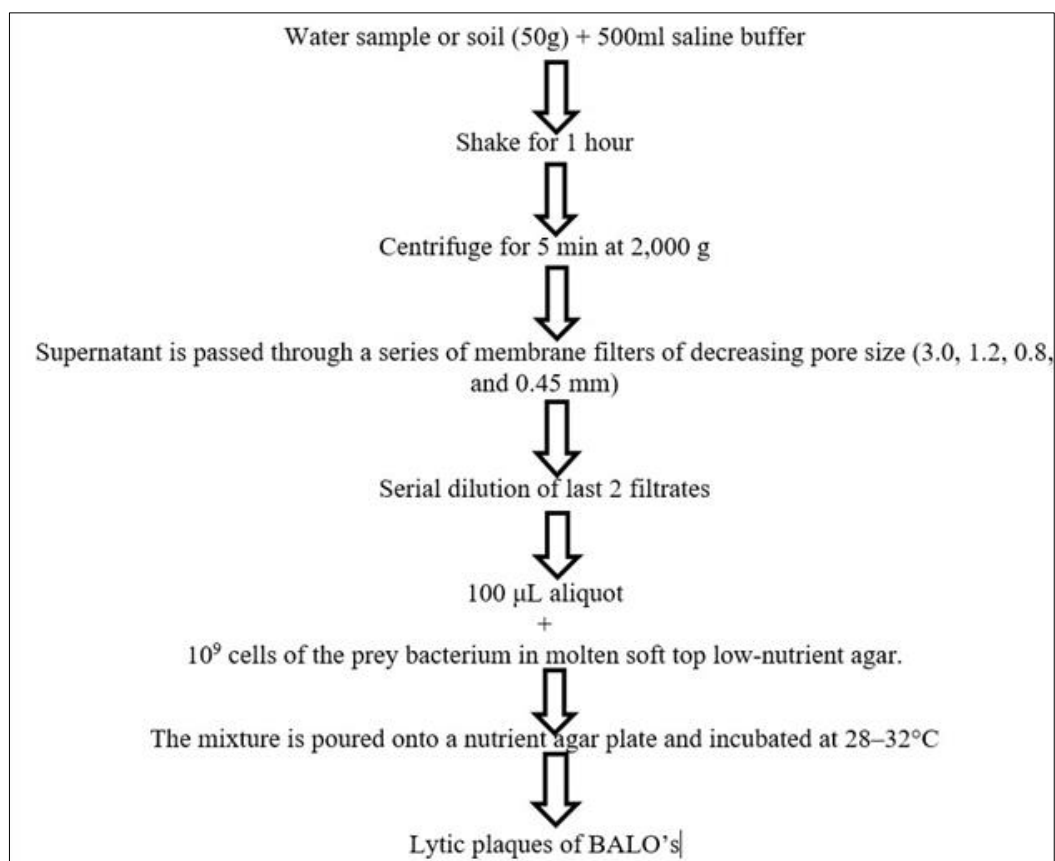 Water sample or soil (50g) + 500ml saline buffer
Shake for 1 hour
Centrifuge for 5 min at 2,000 g
Supernatant is passed through a series of membrane filters of decreasing pore size (3.0, 1.2, 0.8,
and 0.45 mm)
Serial dilution of last 2 filtrates
100 μL aliquot
+
10⁹ cells of the prey bacterium in molten soft top low-nutrient agar.
The mixture is poured onto a nutrient agar plate and incubated at 28–32°C
Lytic plaques of BALO's